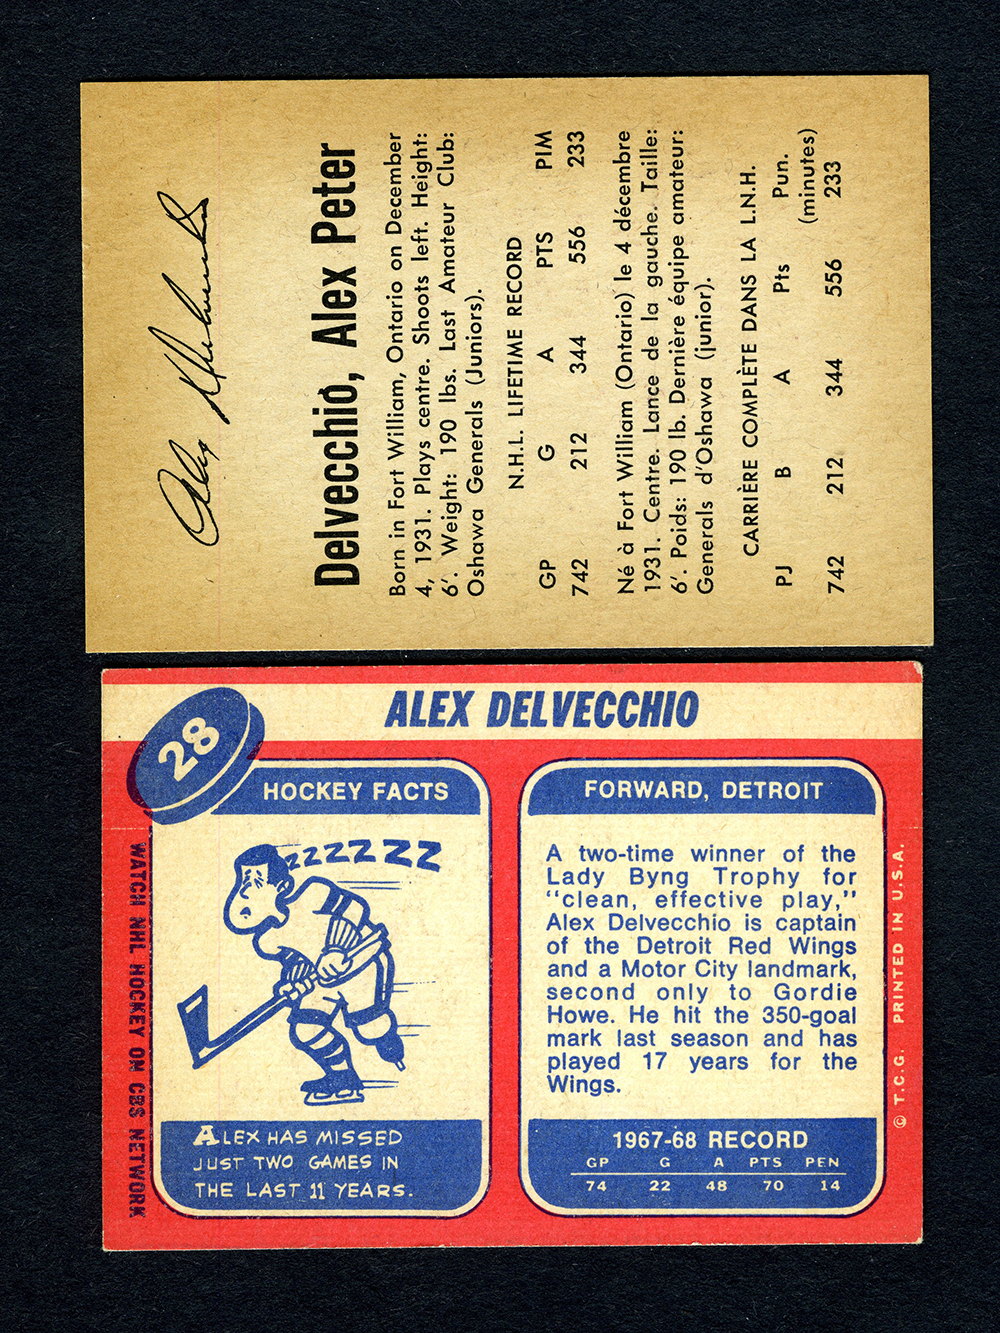 Alex Delvecchio
Delvecchio, Alex Peter
Born in Fort William, Ontario on December
4, 1931. Plays centre. Shoots left. Height:
6'. Weight: 190 lbs. Last Amateur Club:
Oshawa Generals (Juniors).
N.H.L. LIFETIME RECORD
GP G A PTS PIM
742 212 344 556 233
Né à Fort William (Ontario) le 4 décembre
1931. Centre. Lance de la gauche. Taille:
6'. Poids: 190 lb. Dernière équipe amateur:
Generals d'Oshawa (junior).
CARRIÈRE COMPLÈTE DANS LA L.N.H.
PJ B A Pts Pun.
(minutes)
742 212 344 556 233
28
ALEX DELVECCHIO
HOCKEY FACTS
ZZZZZZZ
ALEX HAS MISSED
JUST TWO GAMES IN
THE LAST 11 YEARS.
WATCH NHL HOCKEY ON CBS NETWORK
FORWARD, DETROIT
A two-time winner of the
Lady Byng Trophy for
"clean, effective play,"
Alex Delvecchio is captain
of the Detroit Red Wings
and a Motor City landmark,
second only to Gordie
Howe. He hit the 350-goal
mark last season and has
played 17 years for the
Wings.
1967-68 RECORD
GP G A PTS PEN
74 22 48 70 14
© T.C.G. PRINTED IN U.S.A.